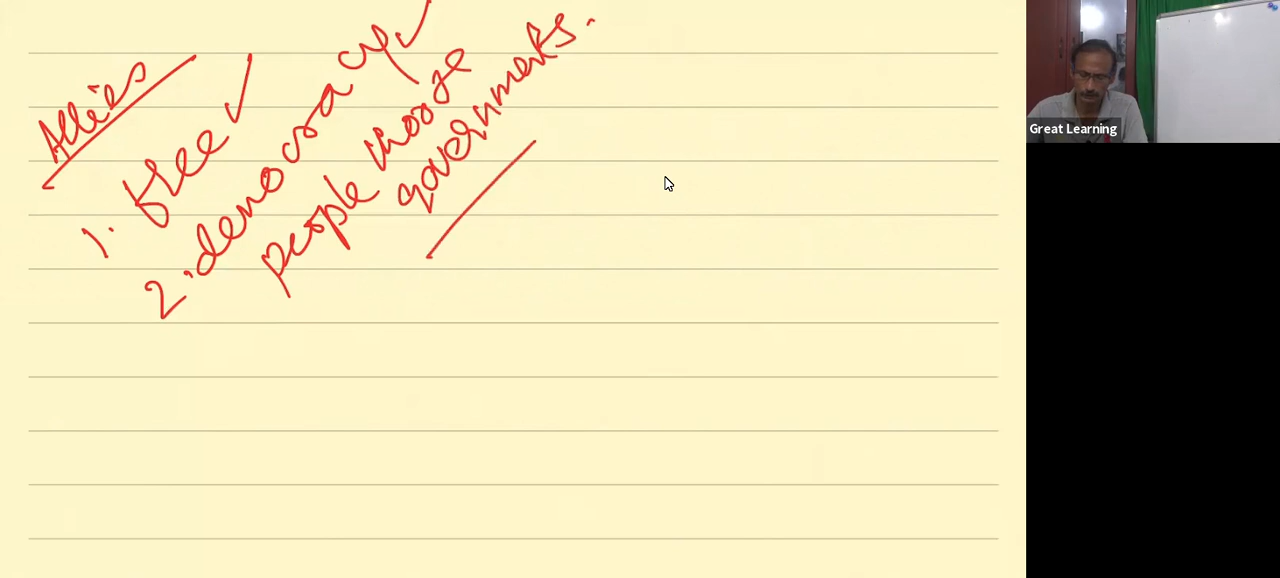 Allies
1. free
2. democracy
people choose
governments.
Great Learning